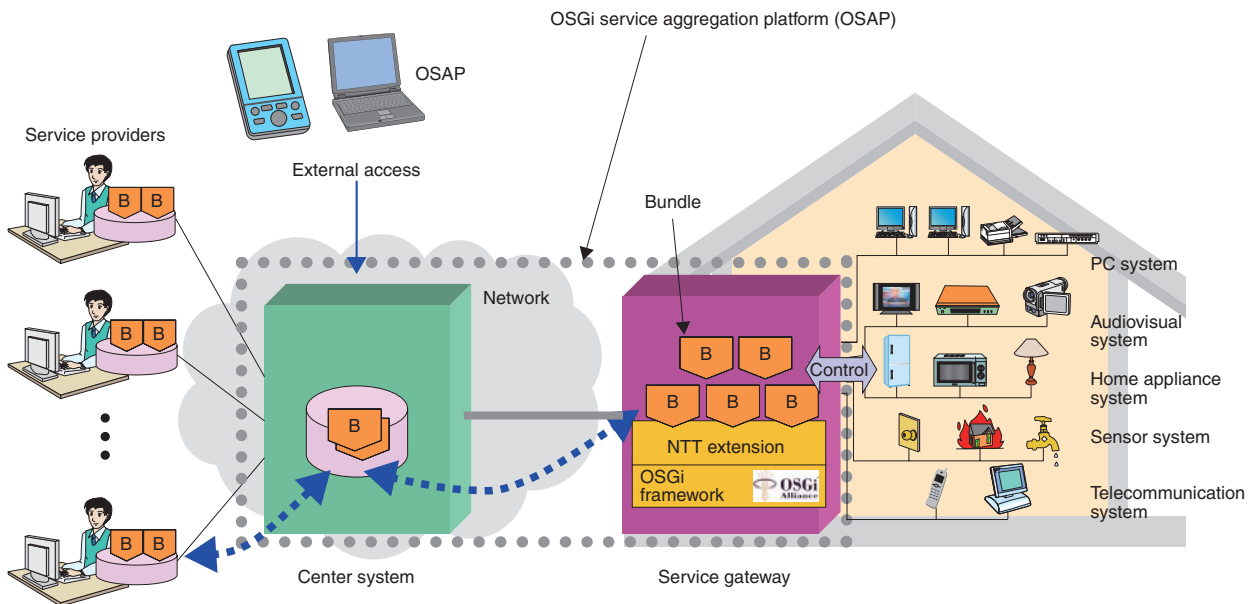 OSGi service aggregation platform (OSAP)
OSAP
Service providers
External access
Bundle
B B
Network
PC system
B B
B B
Audiovisual
system
Control
Home appliance
system
B
B B B
NTT extension
Sensor system
OSGi
framework
OSGi
Alliance
Telecommunication
system
B B
Center system
Service gateway